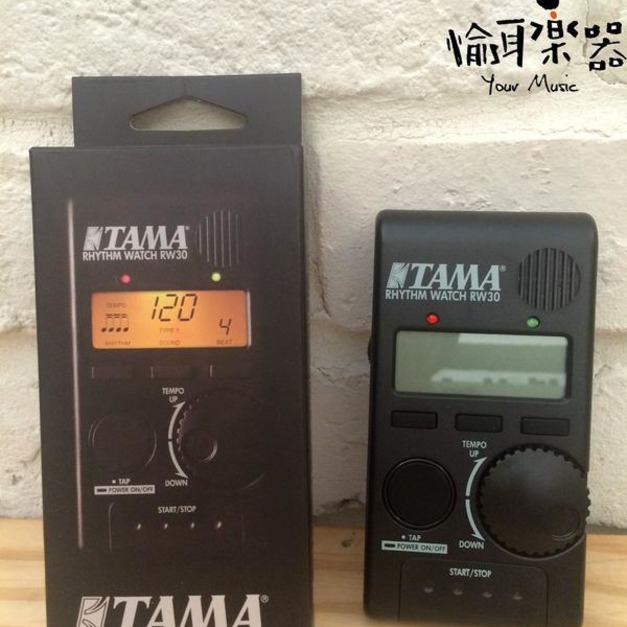 愉耳樂器
Your Music
TAMA®
RHYTHM WATCH RW30
TEMPO
120
TYPE 1
4
RHYTHM
SOUND
BEAT
TEMPO
UP
DOWN
TAP
POWER ON/OFF
START/STOP
TAMA®
TAMA®
RHYTHM WATCH RW30
TEMPO
UP
DOWN
TAP
POWER ON/OFF
START/STOP